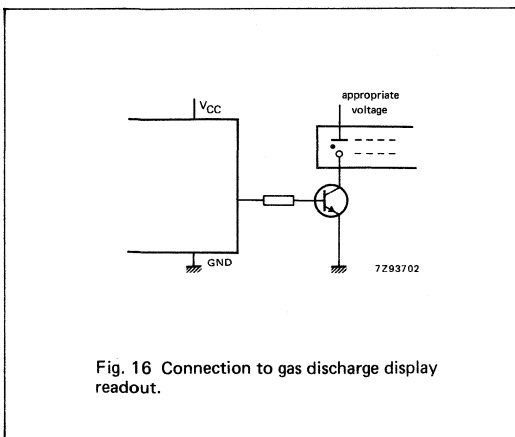 appropriate
voltage
VCC
GND
7Z93702
Fig. 16 Connection to gas discharge display
readout.